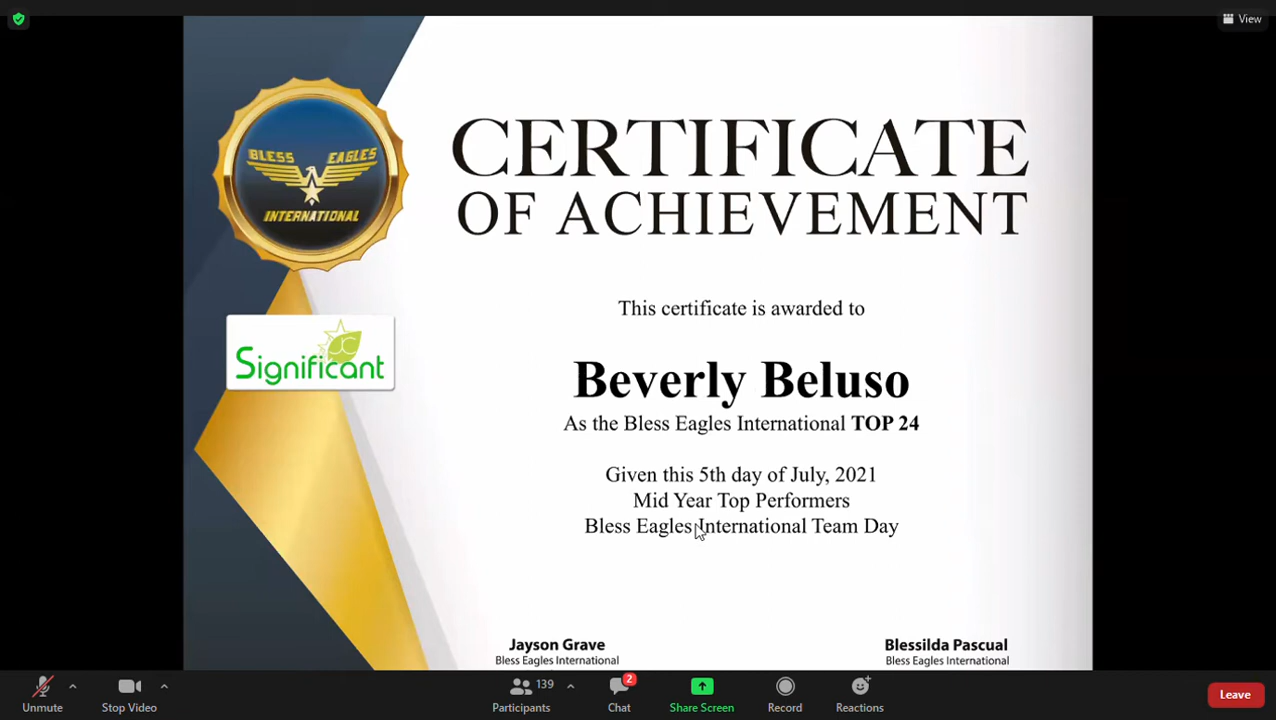 View
BLESS EAGLES
INTERNATIONAL
CERTIFICATE
OF ACHIEVEMENT
This certificate is awarded to
JC
Significant
Beverly Beluso
As the Bless Eagles International TOP 24
Given this 5th day of July, 2021
Mid Year Top Performers
Bless Eagles International Team Day
Jayson Grave
Bless Eagles International
Blessilda Pascual
Bless Eagles International
Unmute
Stop Video
139
Participants
2
Chat
Share Screen
Record
Reactions
Leave